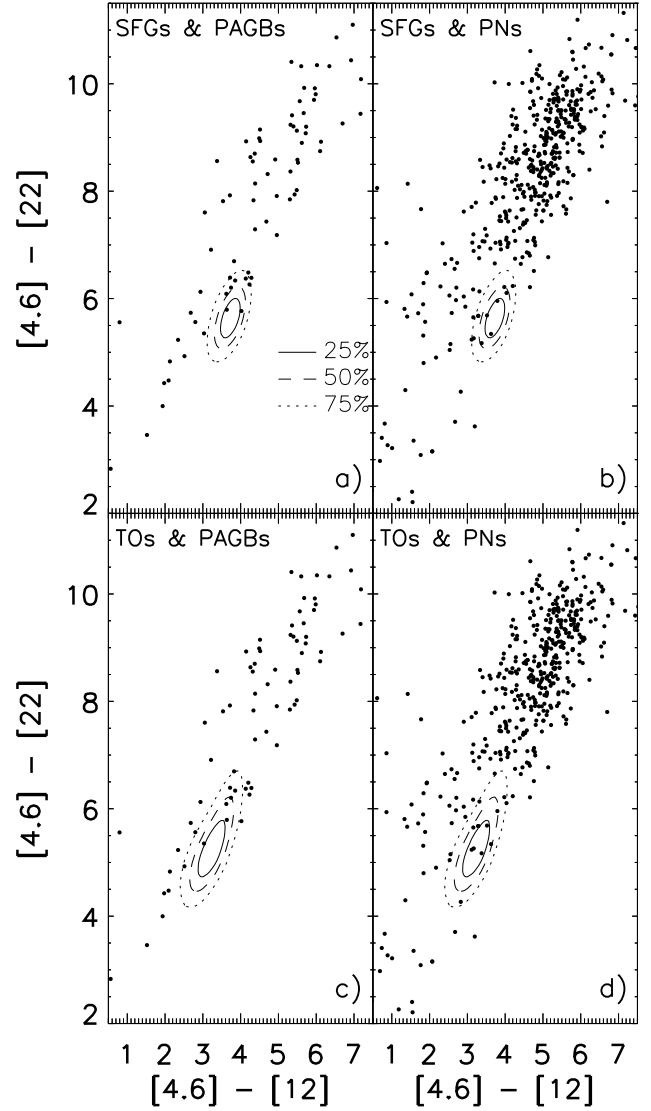 SFGs & PAGBs
SFGs & PNs
10
8
6
4
2
[4.6] - [22]
25%
50%
75%
a)
b)
TOs & PAGBs
TOs & PNs
10
8
6
4
2
[4.6] - [22]
c)
d)
1 2 3 4 5 6 7
1 2 3 4 5 6 7
[4.6] - [12]
[4.6] - [12]